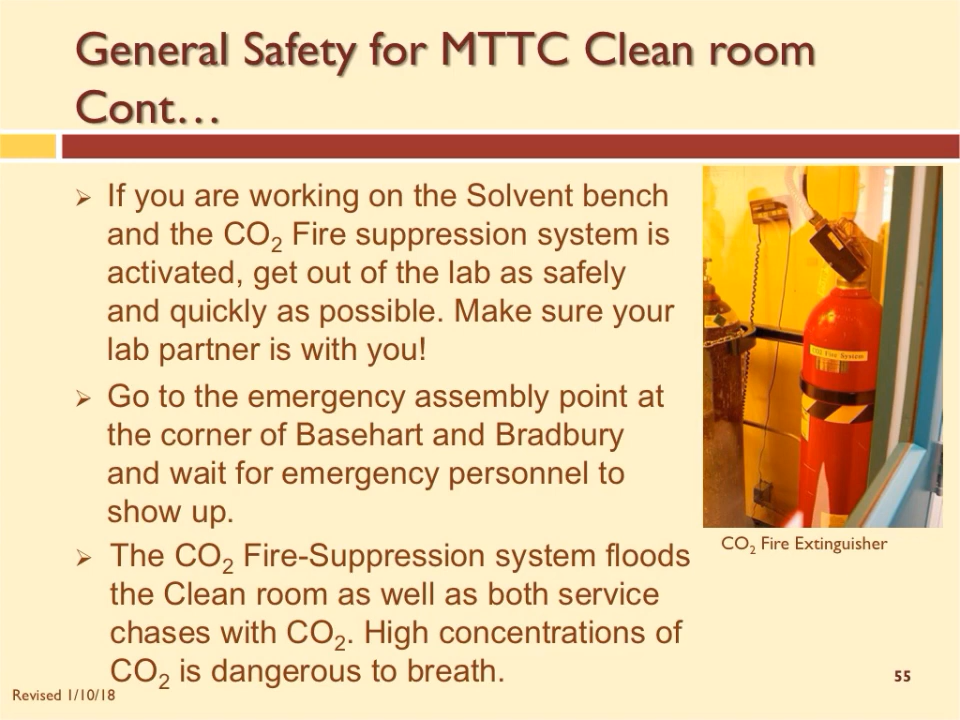 General Safety for MTTC Clean room
Cont…
➢ If you are working on the Solvent bench
and the CO₂ Fire suppression system is
activated, get out of the lab as safely
and quickly as possible. Make sure your
lab partner is with you!
➢ Go to the emergency assembly point at
the corner of Basehart and Bradbury
and wait for emergency personnel to
show up.
➢ The CO₂ Fire-Suppression system floods
the Clean room as well as both service
chases with CO₂. High concentrations of
CO₂ is dangerous to breath.
Fire System
CO₂ Fire Extinguisher
55
Revised 1/10/18